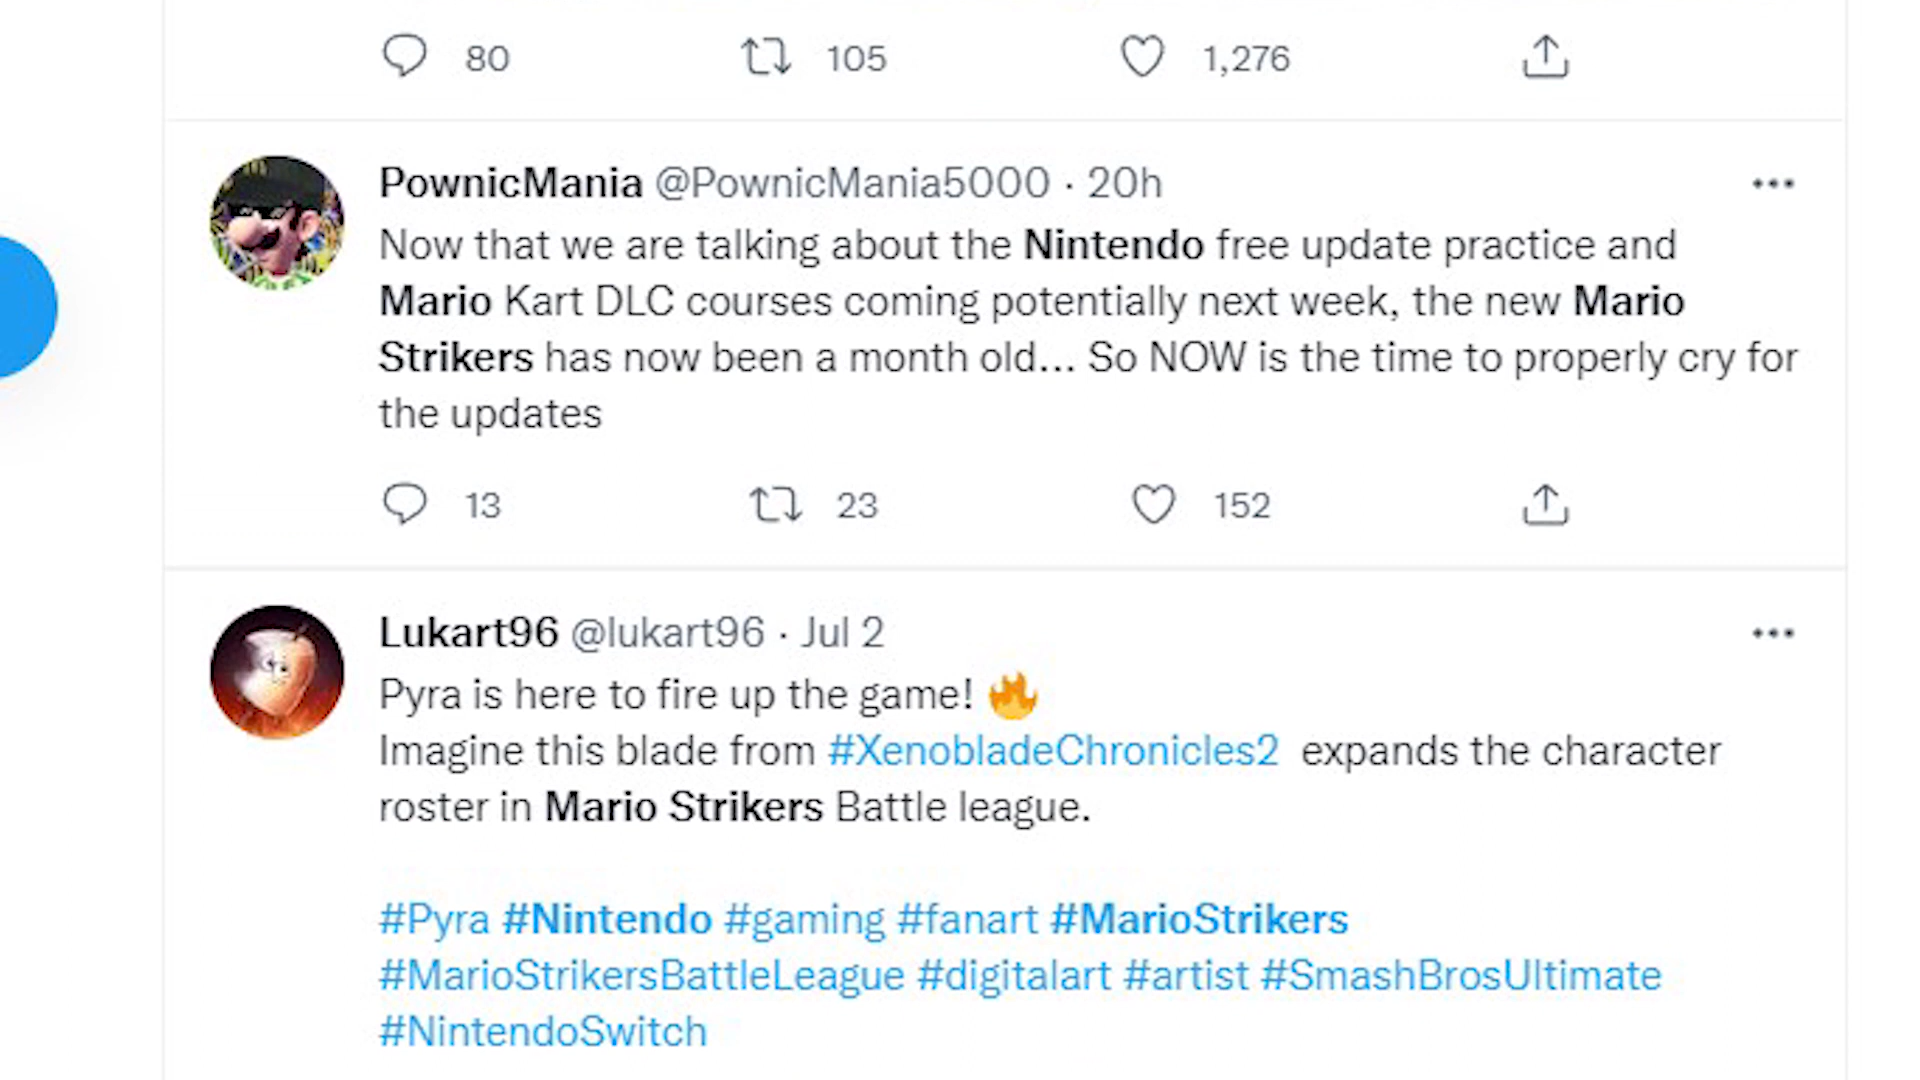 80 105 1,276
PownicMania @PownicMania5000 · 20h
Now that we are talking about the Nintendo free update practice and
Mario Kart DLC courses coming potentially next week, the new Mario
Strikers has now been a month old... So NOW is the time to properly cry for
the updates
13 23 152
Lukart96 @lukart96 · Jul 2
Pyra is here to fire up the game! 🔥
Imagine this blade from #XenobladeChronicles2 expands the character
roster in Mario Strikers Battle league.
#Pyra #Nintendo #gaming #fanart #MarioStrikers
#MarioStrikersBattleLeague #digitalart #artist #SmashBrosUltimate
#NintendoSwitch